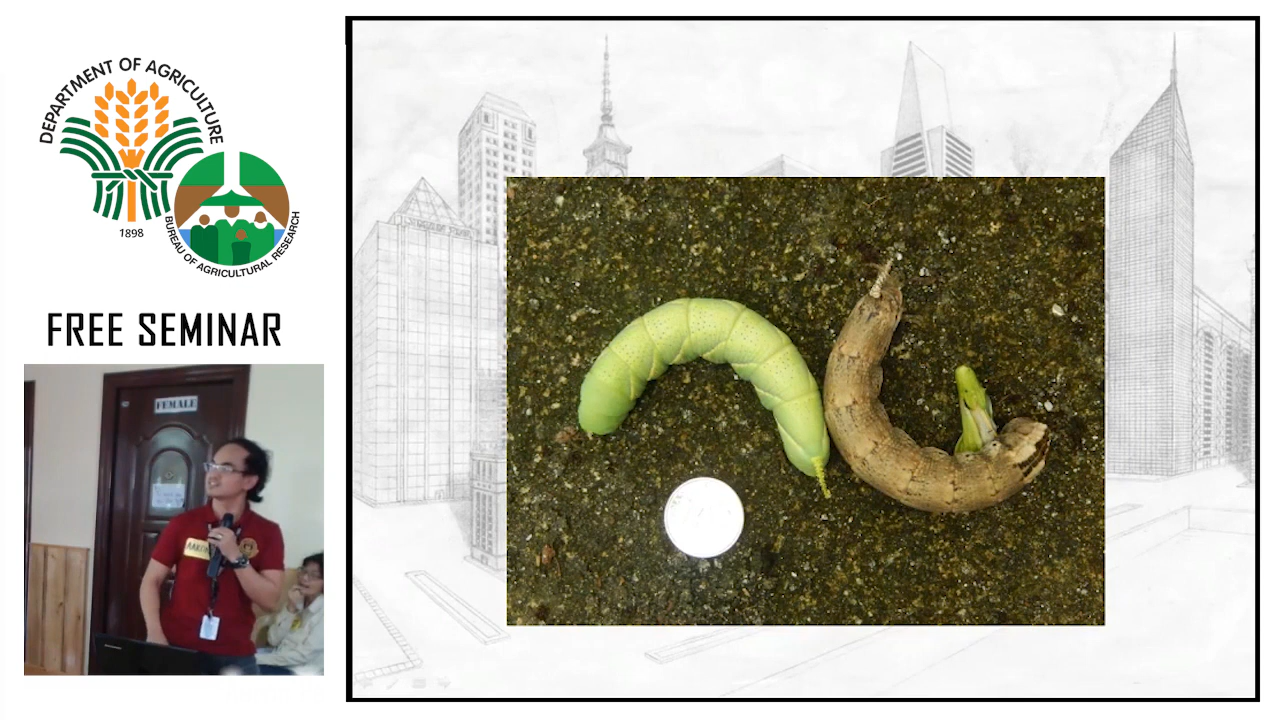 DEPARTMENT OF AGRICULTURE
1898
BUREAU OF AGRICULTURAL RESEARCH
FREE SEMINAR
FEMALE